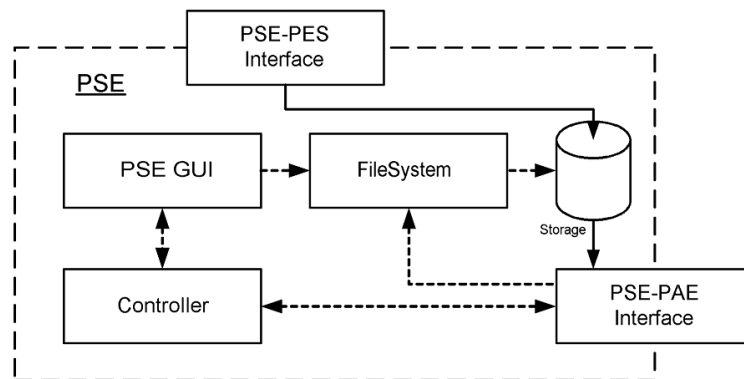 PSE-PES
Interface
PSE
PSE GUI
FileSystem
Storage
Controller
PSE-PAE
Interface